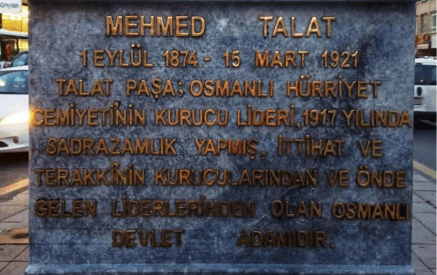 MEHMED TALAT
1 EYLÜL 1874 - 15 MART 1921
TALAT PAŞA; OSMANLI HÜRRİYET
CEMİYETİNİN KURUCU LİDERİ, 1917 YILINDA
SADRAZAMLIK YAPMIŞ, İTTİHAT VE
TERAKKİNİN KURUCULARINDAN VE ÖNDE
GELEN LİDERLERİNDEN OLAN OSMANLI
DEVLET ADAMIDIR.